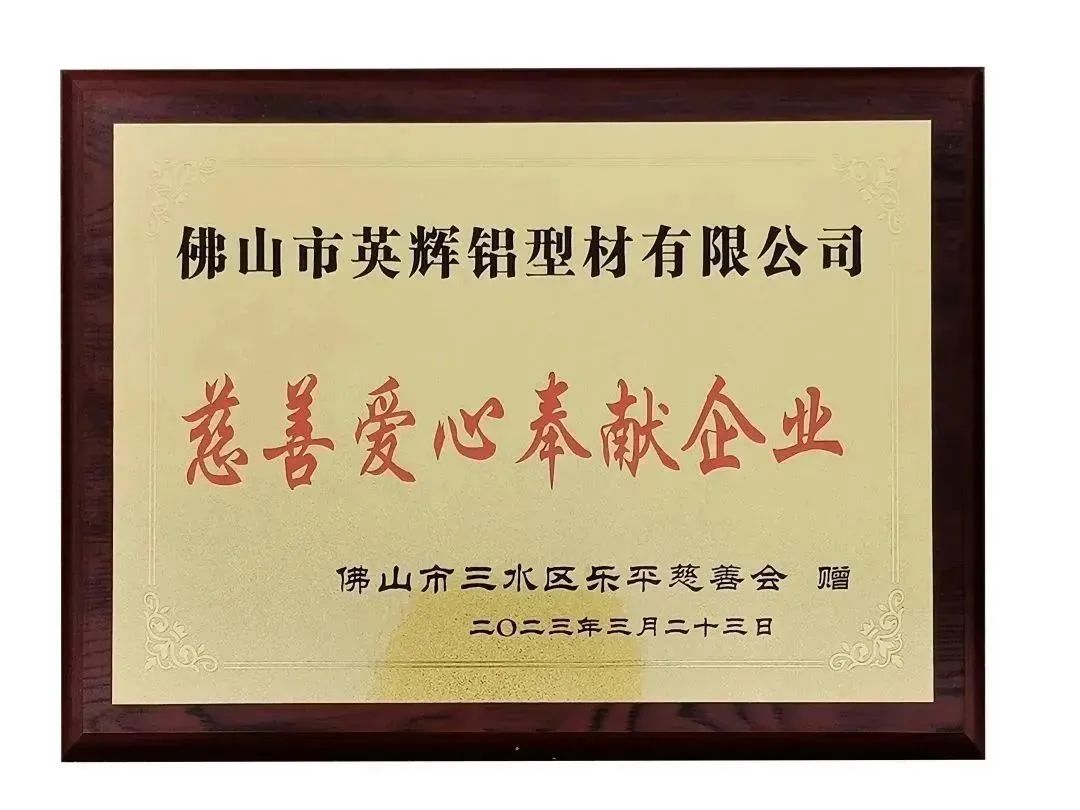 佛山市英辉铝型材有限公司
慈善爱心奉献企业
佛山市三水区乐平慈善会 赠
二〇二三年三月二十三日